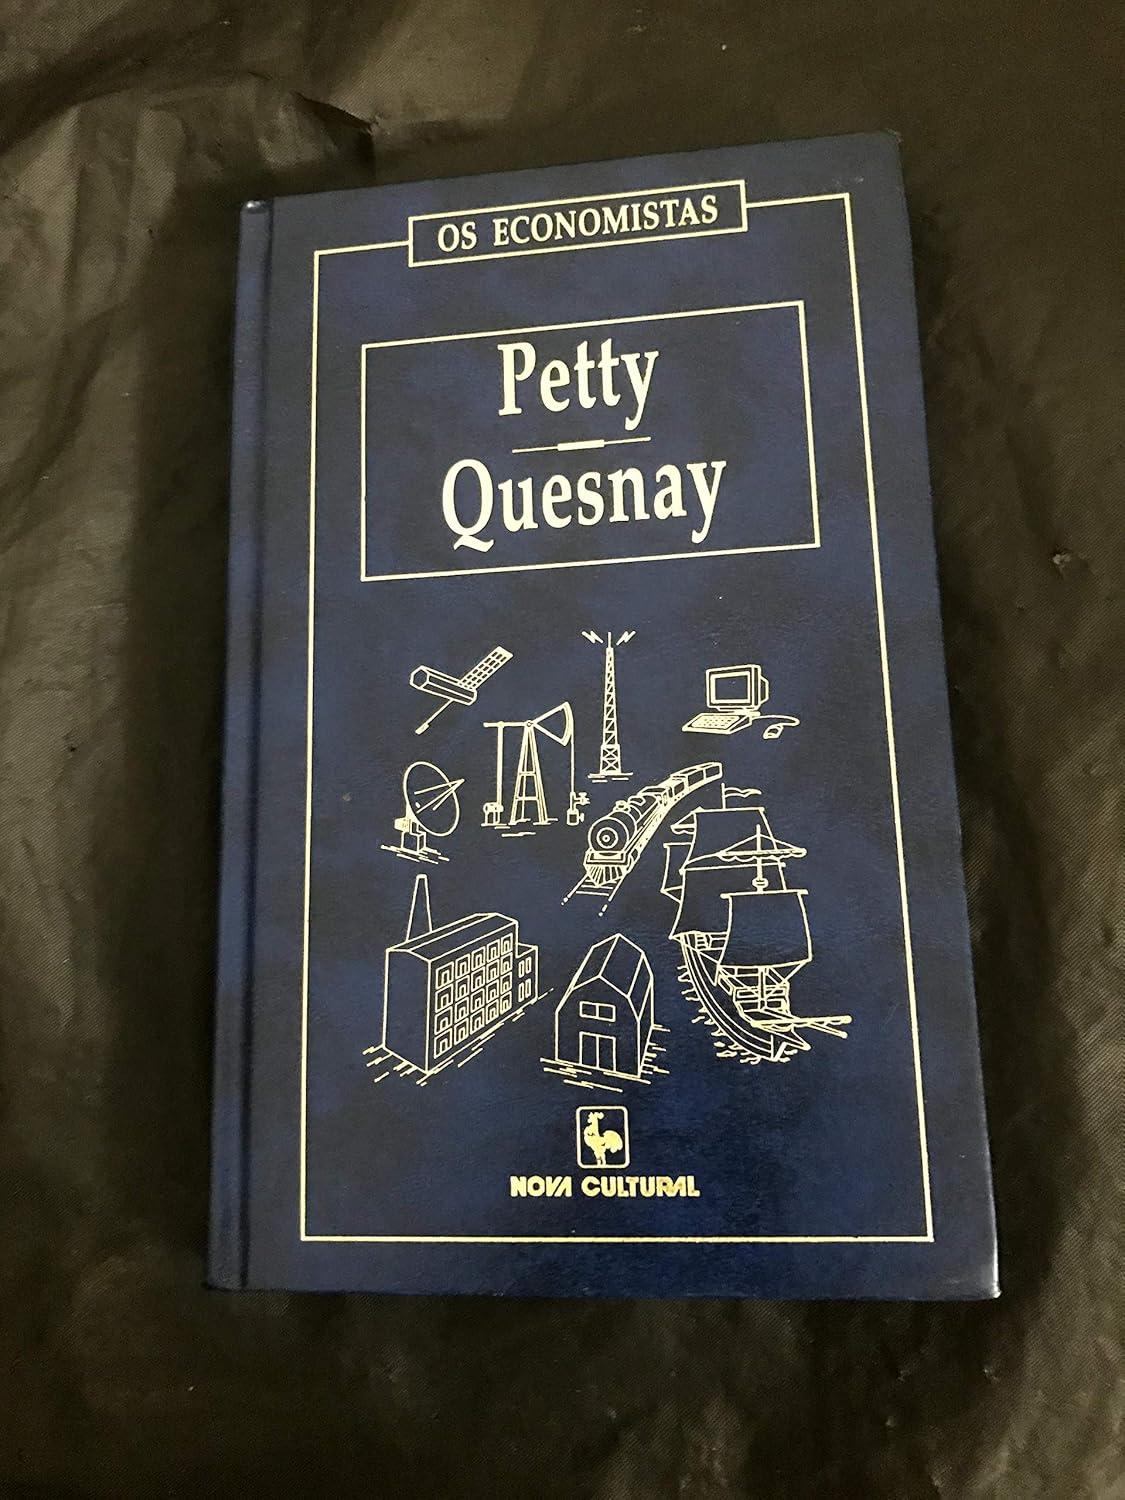 OS ECONOMISTAS
Petty
Quesnay
NOVA CULTURAL